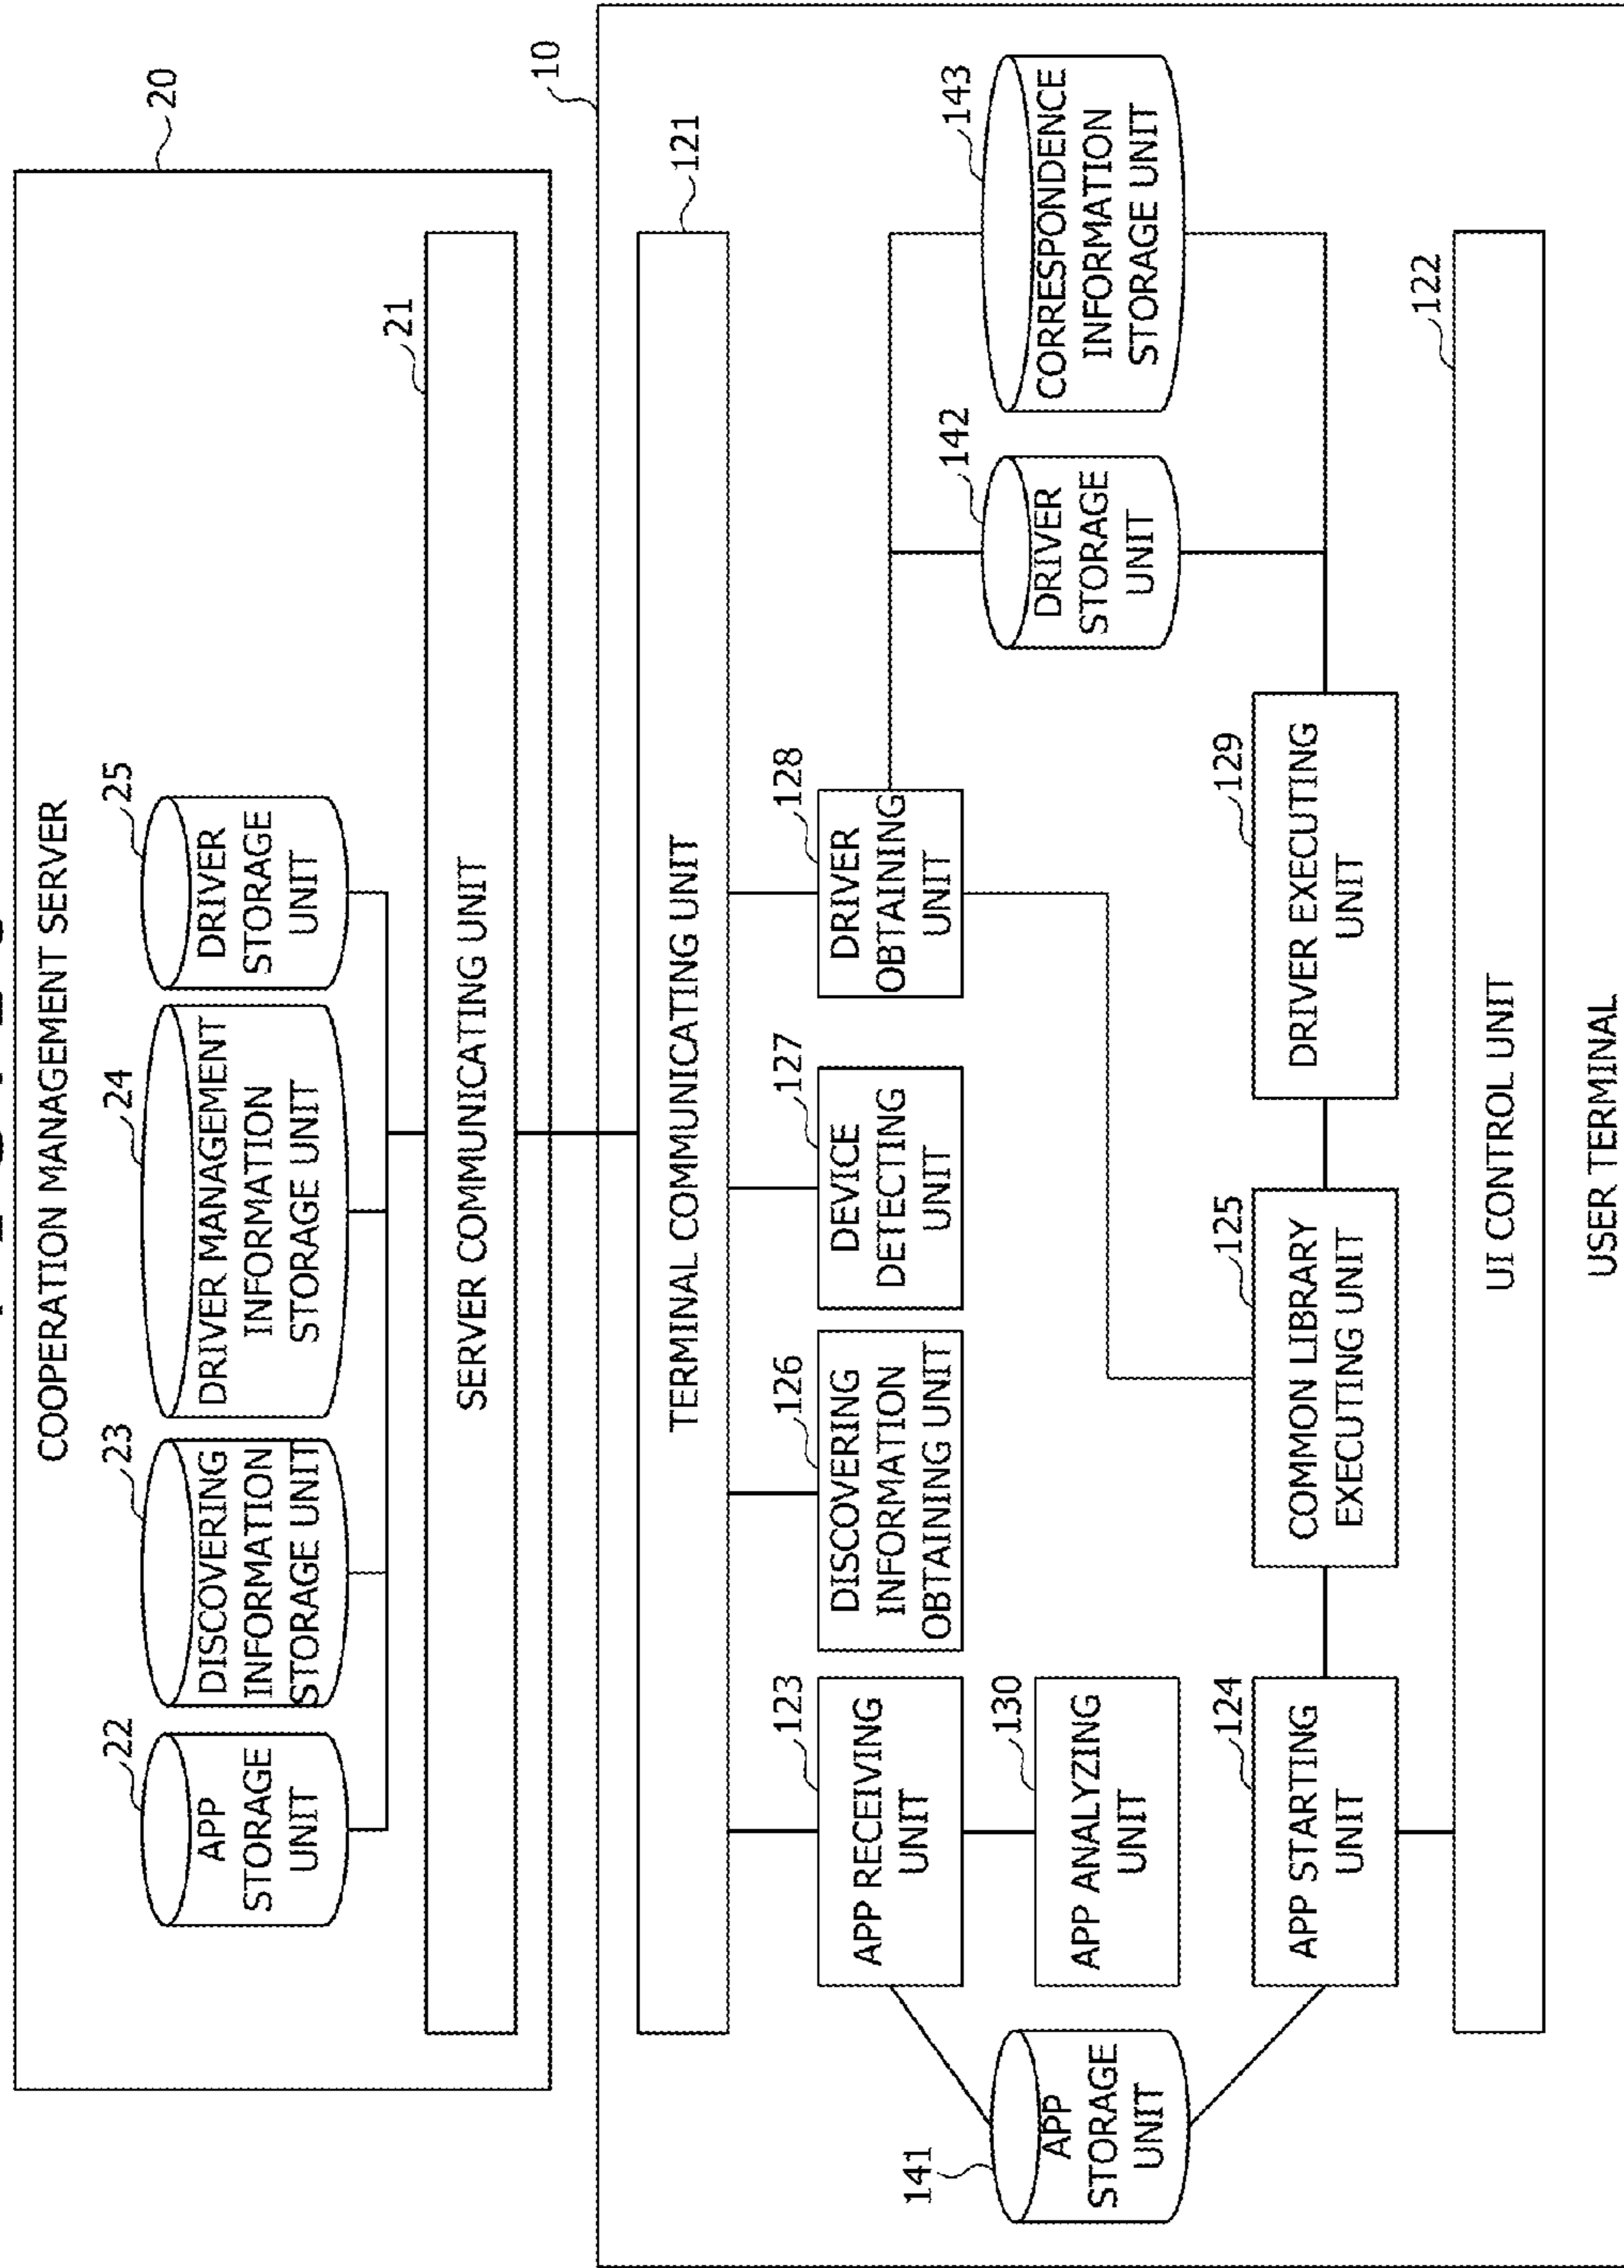 COOPERATION MANAGEMENT SERVER
20
22
APP
STORAGE
UNIT
23
DISCOVERING
INFORMATION
STORAGE UNIT
24
DRIVER MANAGEMENT
INFORMATION
STORAGE UNIT
25
DRIVER
STORAGE
UNIT
21
SERVER COMMUNICATING UNIT
10
121
TERMINAL COMMUNICATING UNIT
123
APP RECEIVING
UNIT
126
DISCOVERING
INFORMATION
OBTAINING UNIT
127
DEVICE
DETECTING
UNIT
128
DRIVER
OBTAINING
UNIT
141
APP
STORAGE
UNIT
130
APP ANALYZING
UNIT
142
DRIVER
STORAGE
UNIT
143
CORRESPONDENCE
INFORMATION
STORAGE UNIT
124
APP STARTING
UNIT
125
COMMON LIBRARY
EXECUTING UNIT
129
DRIVER EXECUTING
UNIT
122
UI CONTROL UNIT
USER TERMINAL